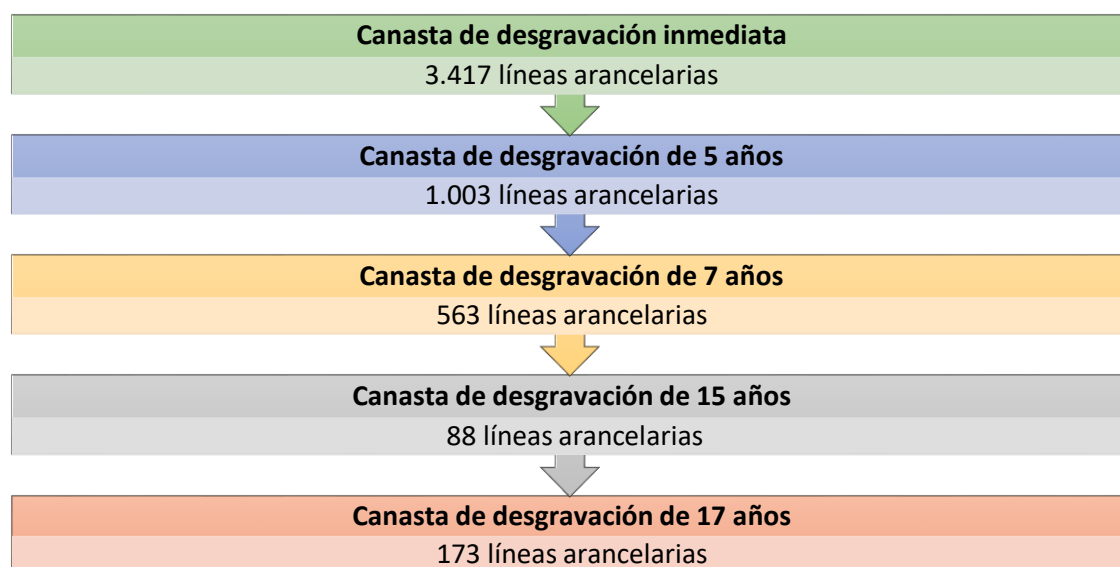 Canasta de desgravación inmediata
3.417 líneas arancelarias
Canasta de desgravación de 5 años
1.003 líneas arancelarias
Canasta de desgravación de 7 años
563 líneas arancelarias
Canasta de desgravación de 15 años
88 líneas arancelarias
Canasta de desgravación de 17 años
173 líneas arancelarias